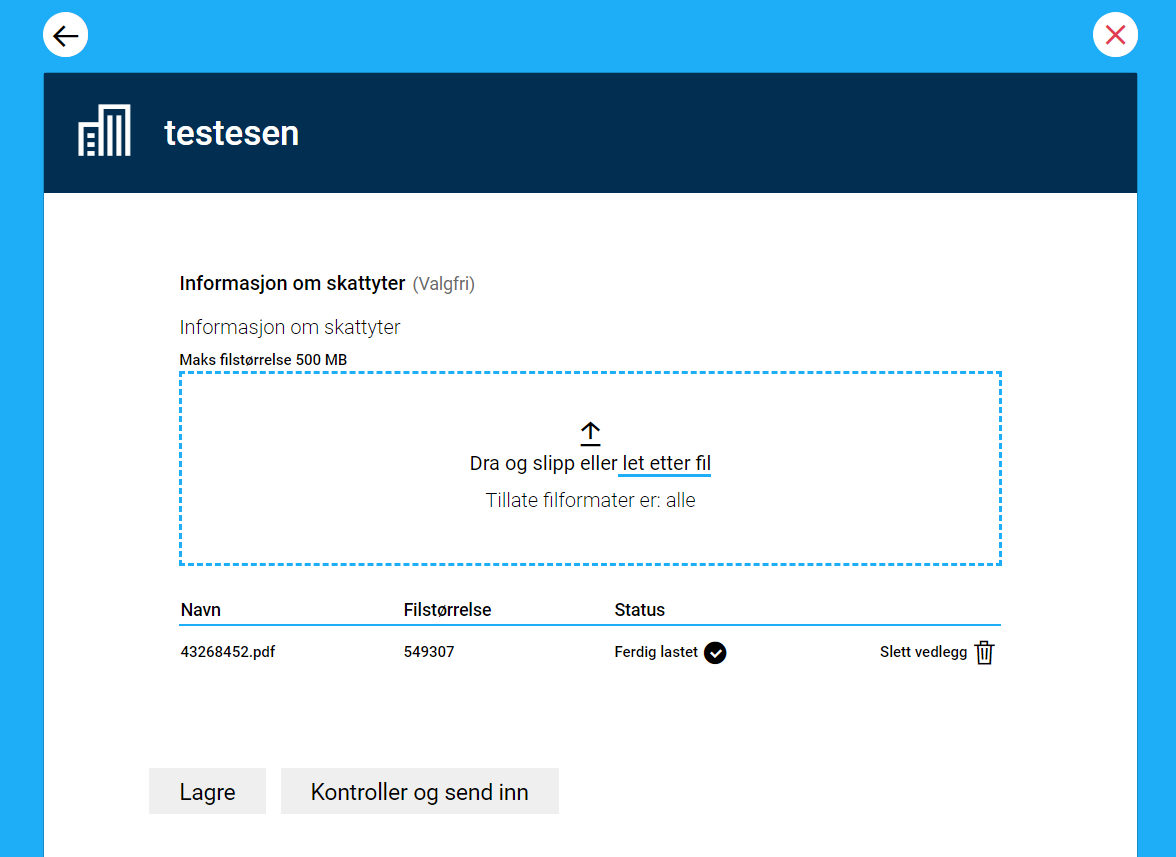 testesen
Informasjon om skattyter (Valgfri)
Informasjon om skattyter
Maks filstørrelse 500 MB
Dra og slipp eller let etter fil
Tillate filformater er: alle
Navn Filstørrelse Status
43268452.pdf 549307 Ferdig lastet Slett vedlegg
Lagre Kontroller og send inn